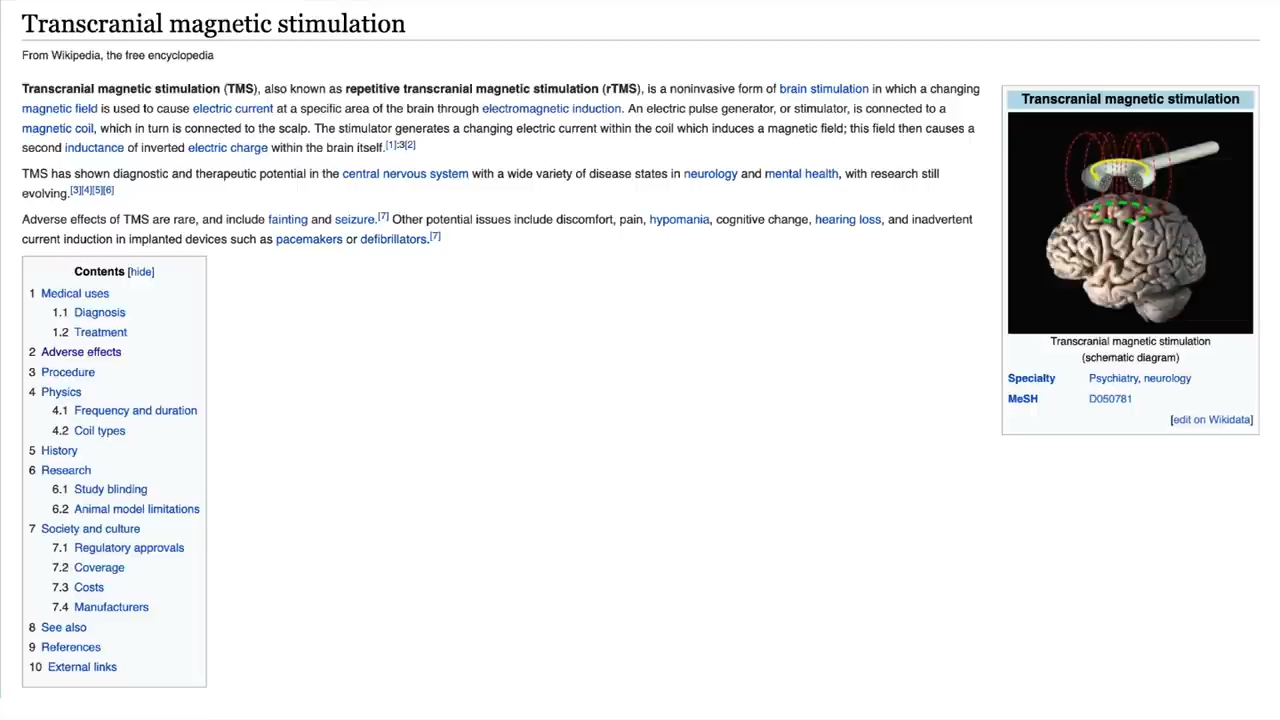 Transcranial magnetic stimulation
From Wikipedia, the free encyclopedia
Transcranial magnetic stimulation (TMS), also known as repetitive transcranial magnetic stimulation (rTMS), is a noninvasive form of brain stimulation in which a changing
magnetic field is used to cause electric current at a specific area of the brain through electromagnetic induction. An electric pulse generator, or stimulator, is connected to a
magnetic coil, which in turn is connected to the scalp. The stimulator generates a changing electric current within the coil which induces a magnetic field; this field then causes a
second inductance of inverted electric charge within the brain itself.[1]:3[2]
TMS has shown diagnostic and therapeutic potential in the central nervous system with a wide variety of disease states in neurology and mental health, with research still
evolving.[3][4][5][6]
Adverse effects of TMS are rare, and include fainting and seizure.[7] Other potential issues include discomfort, pain, hypomania, cognitive change, hearing loss, and inadvertent
current induction in implanted devices such as pacemakers or defibrillators.[7]
Contents [hide]
1 Medical uses
1.1 Diagnosis
1.2 Treatment
2 Adverse effects
3 Procedure
4 Physics
4.1 Frequency and duration
4.2 Coil types
5 History
6 Research
6.1 Study blinding
6.2 Animal model limitations
7 Society and culture
7.1 Regulatory approvals
7.2 Coverage
7.3 Costs
7.4 Manufacturers
8 See also
9 References
10 External links
Transcranial magnetic stimulation
Transcranial magnetic stimulation
(schematic diagram)
Specialty Psychiatry, neurology
MeSH D050781
[edit on Wikidata]